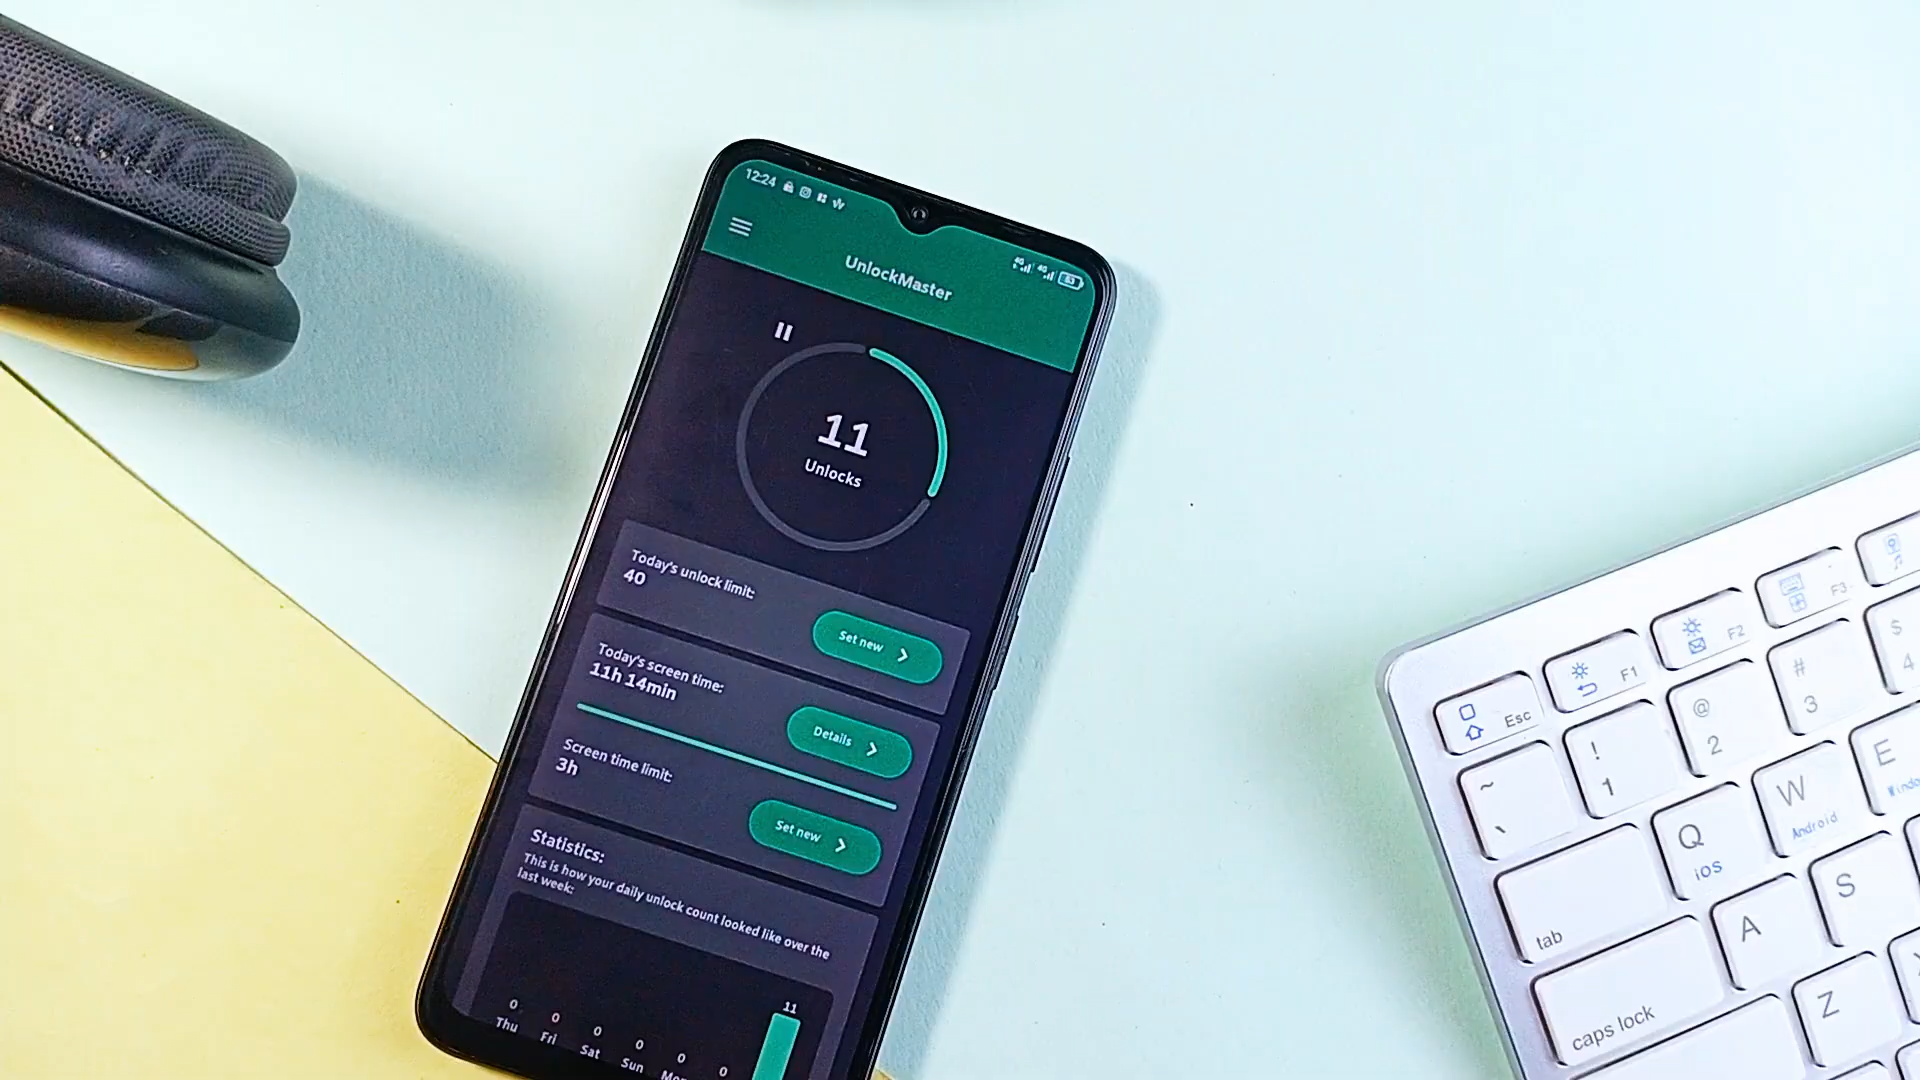 12:24
4G 4G 53
UnlockMaster
11
Unlocks
Today's unlock limit:
40
Set new
Today's screen time:
11h 14min
Details
Screen time limit:
3h
Set new
Statistics:
This is how your daily unlock count looked like over the
last week:
11
0 0 0 0 0 0
Thu Fri Sat Sun
Esc F1 F2 F3
~ ! @ # $
` 1 2 3 4
tab Q W E
iOS Android
caps lock A S
Z